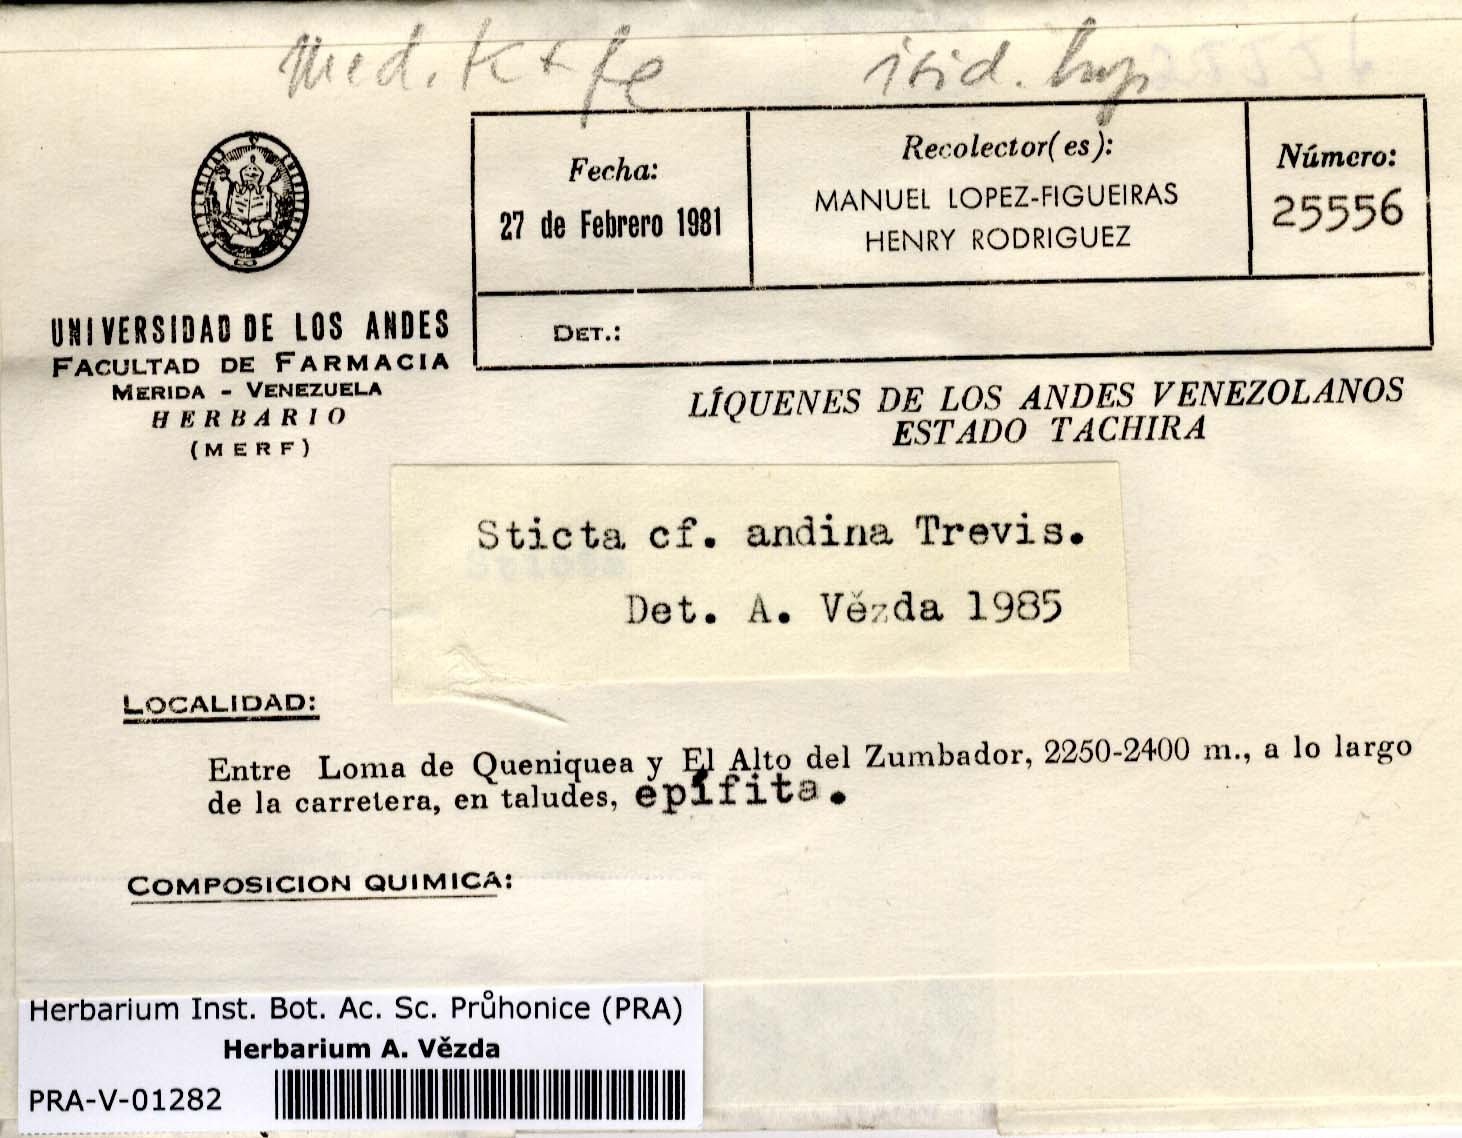 Med. K + fe isid.
Fecha:
27 de Febrero 1981
Recolector(es):
MANUEL LOPEZ-FIGUEIRAS
HENRY RODRIGUEZ
Número:
25556
DET.:
UNIVERSIDAD DE LOS ANDES
FACULTAD DE FARMACIA
MERIDA - VENEZUELA
HERBARIO
(MERF)
LÍQUENES DE LOS ANDES VENEZOLANOS
ESTADO TACHIRA
Sticta cf. andina Trevis.
Det. A. Vězda 1985
LOCALIDAD:
Entre Loma de Queniquea y El Alto del Zumbador, 2250-2400 m., a lo largo
de la carretera, en taludes, epífita.
COMPOSICION QUIMICA:
Herbarium Inst. Bot. Ac. Sc. Průhonice (PRA)
Herbarium A. Vězda
PRA-V-01282